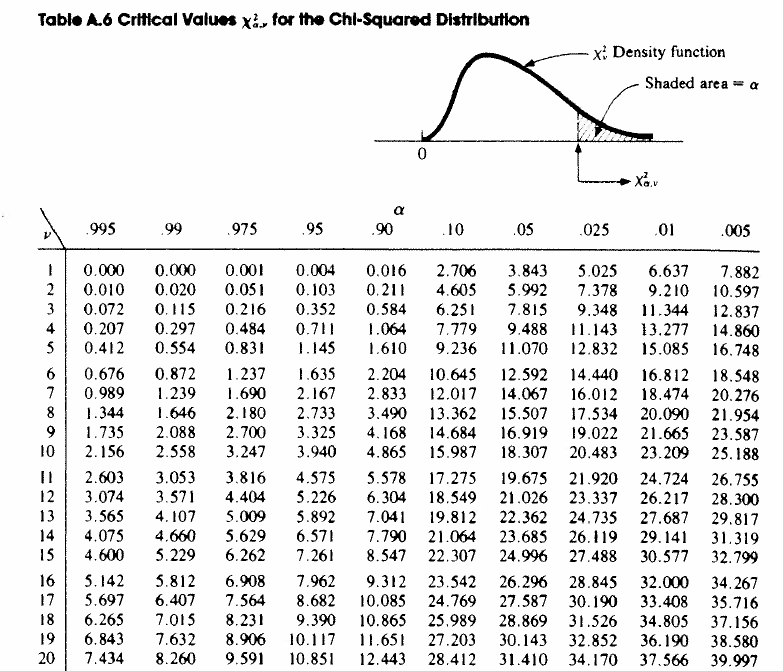 Table A.6 Critical Values χ²α,ν for the Chi-Squared Distribution
χ²ν Density function
Shaded area = α
0
χ²α,ν
α
ν .995 .99 .975 .95 .90 .10 .05 .025 .01 .005
1 0.000 0.000 0.001 0.004 0.016 2.706 3.843 5.025 6.637 7.882
2 0.010 0.020 0.051 0.103 0.211 4.605 5.992 7.378 9.210 10.597
3 0.072 0.115 0.216 0.352 0.584 6.251 7.815 9.348 11.344 12.837
4 0.207 0.297 0.484 0.711 1.064 7.779 9.488 11.143 13.277 14.860
5 0.412 0.554 0.831 1.145 1.610 9.236 11.070 12.832 15.085 16.748
6 0.676 0.872 1.237 1.635 2.204 10.645 12.592 14.440 16.812 18.548
7 0.989 1.239 1.690 2.167 2.833 12.017 14.067 16.012 18.474 20.276
8 1.344 1.646 2.180 2.733 3.490 13.362 15.507 17.534 20.090 21.954
9 1.735 2.088 2.700 3.325 4.168 14.684 16.919 19.022 21.665 23.587
10 2.156 2.558 3.247 3.940 4.865 15.987 18.307 20.483 23.209 25.188
11 2.603 3.053 3.816 4.575 5.578 17.275 19.675 21.920 24.724 26.755
12 3.074 3.571 4.404 5.226 6.304 18.549 21.026 23.337 26.217 28.300
13 3.565 4.107 5.009 5.892 7.041 19.812 22.362 24.735 27.687 29.817
14 4.075 4.660 5.629 6.571 7.790 21.064 23.685 26.119 29.141 31.319
15 4.600 5.229 6.262 7.261 8.547 22.307 24.996 27.488 30.577 32.799
16 5.142 5.812 6.908 7.962 9.312 23.542 26.296 28.845 32.000 34.267
17 5.697 6.407 7.564 8.682 10.085 24.769 27.587 30.190 33.408 35.716
18 6.265 7.015 8.231 9.390 10.865 25.989 28.869 31.526 34.805 37.156
19 6.843 7.632 8.906 10.117 11.651 27.203 30.143 32.852 36.190 38.580
20 7.434 8.260 9.591 10.851 12.443 28.412 31.410 34.170 37.566 39.997